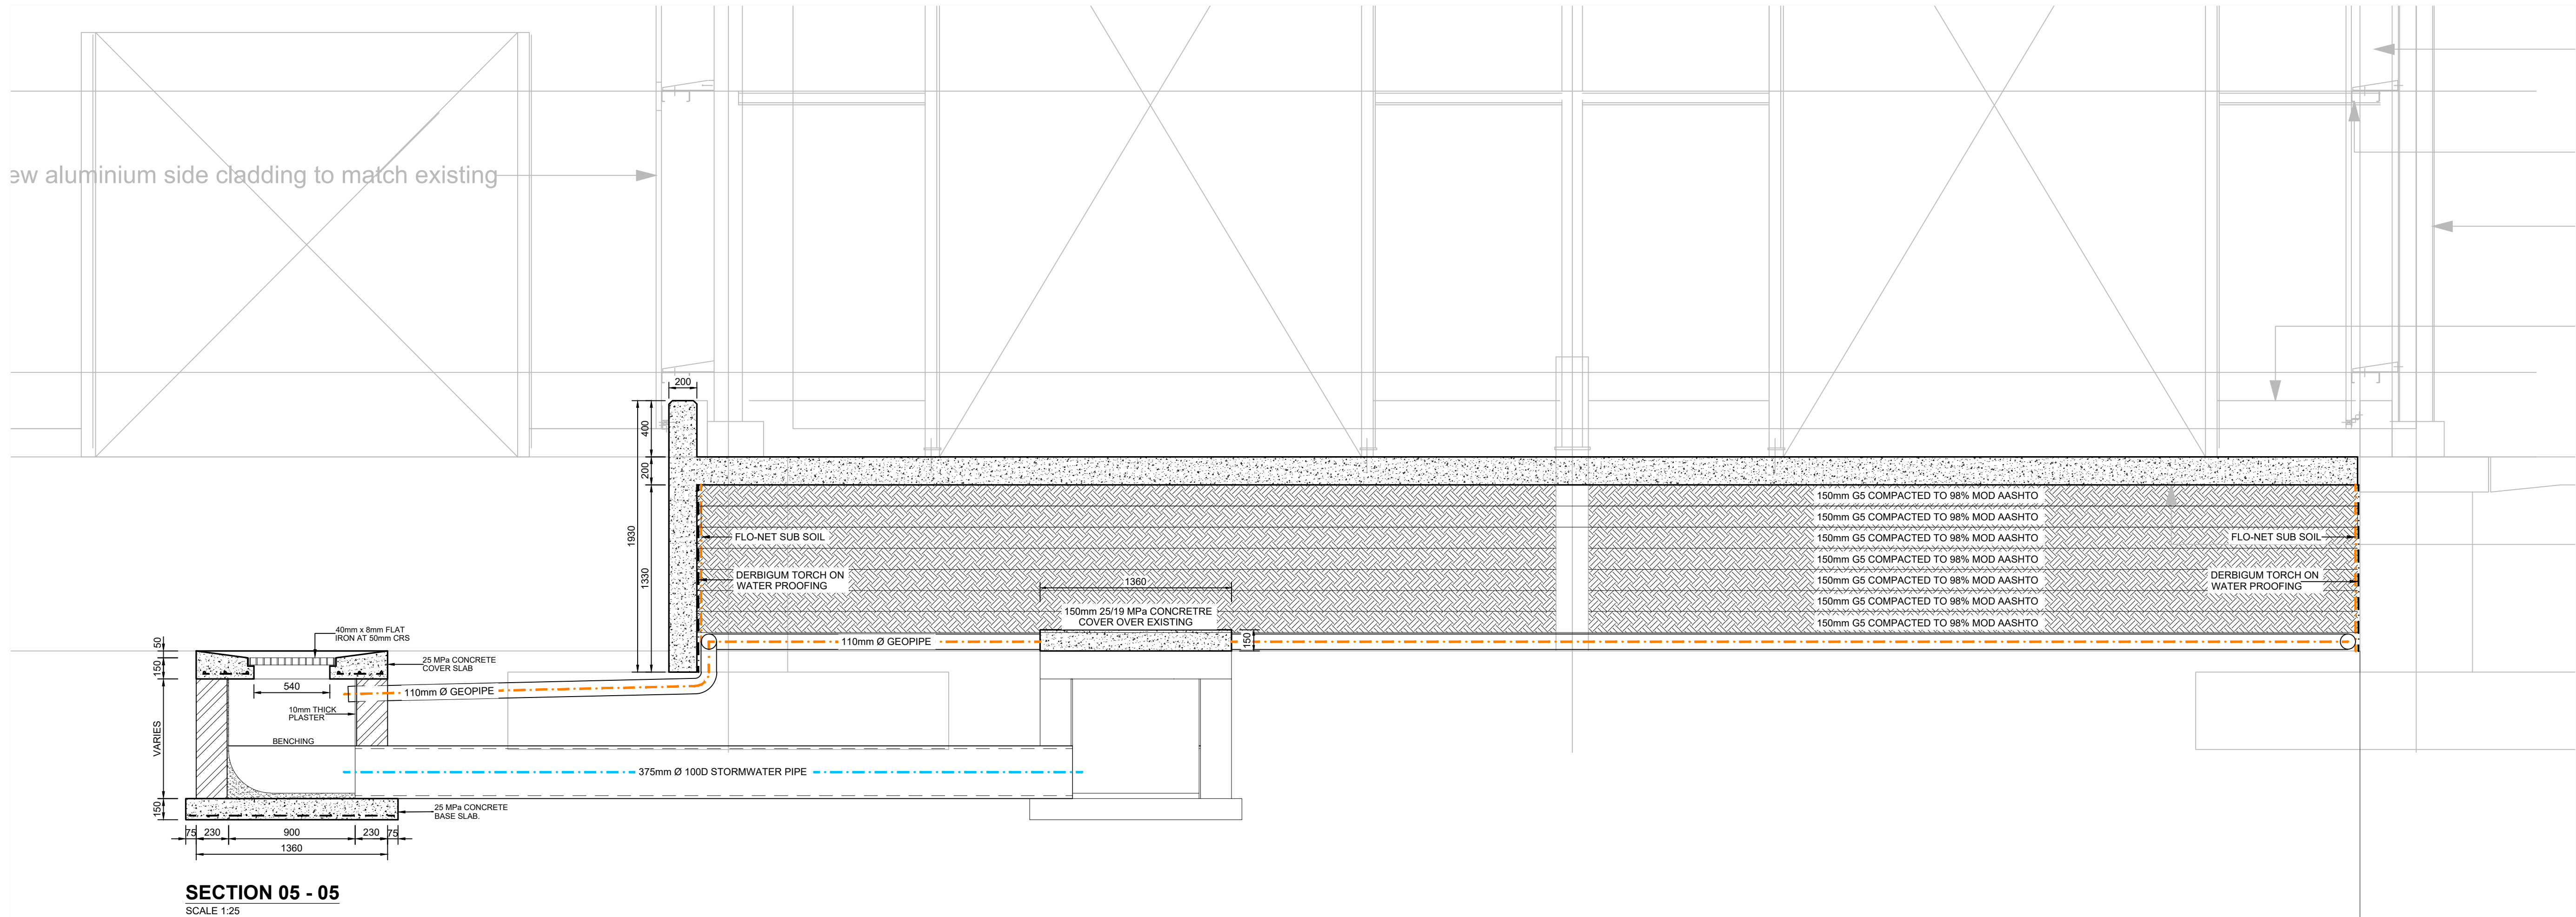 ew aluminium side cladding to match existing
200
400
200
1930
1330
150mm G5 COMPACTED TO 98% MOD AASHTO
150mm G5 COMPACTED TO 98% MOD AASHTO
150mm G5 COMPACTED TO 98% MOD AASHTO
150mm G5 COMPACTED TO 98% MOD AASHTO
150mm G5 COMPACTED TO 98% MOD AASHTO
150mm G5 COMPACTED TO 98% MOD AASHTO
150mm G5 COMPACTED TO 98% MOD AASHTO
FLO-NET SUB SOIL
FLO-NET SUB SOIL
DERBIGUM TORCH ON
WATER PROOFING
DERBIGUM TORCH ON
WATER PROOFING
1360
150mm 25/19 MPa CONCRETRE
COVER OVER EXISTING
150
110mm Ø GEOPIPE
40mm x 8mm FLAT
IRON AT 50mm CRS
50
150
25 MPa CONCRETE
COVER SLAB
540
110mm Ø GEOPIPE
10mm THICK
PLASTER
VARIES
BENCHING
375mm Ø 100D STORMWATER PIPE
150
25 MPa CONCRETE
BASE SLAB.
75
230
900
230
75
1360
SECTION 05 - 05
SCALE 1:25